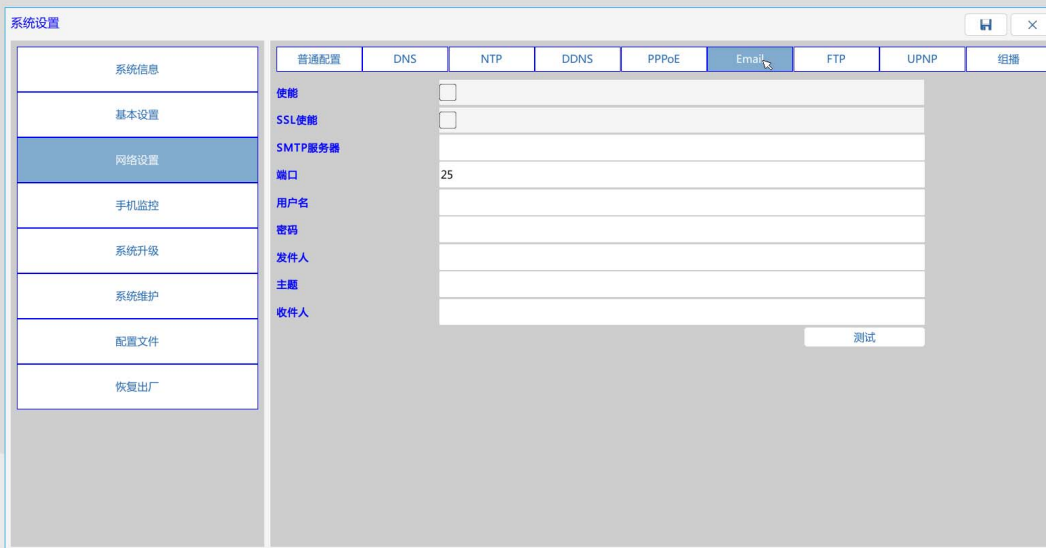 系统设置
系统信息
基本设置
网络设置
手机监控
系统升级
系统维护
配置文件
恢复出厂
普通配置 DNS NTP DDNS PPPoE Email FTP UPNP 组播
使能
SSL使能
SMTP服务器
端口 25
用户名
密码
发件人
主题
收件人
测试